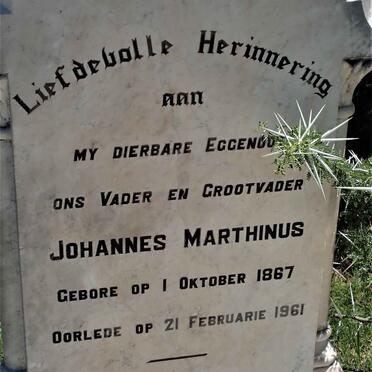 Liefdevolle Herinnering
aan
MY DIERBARE
ONS VADER EN GROOTVADER
JOHANNES MARTHINUS
GEBORE OP 1 OKTOBER 1867
OORLEDE OP 21 FEBRUARIE 1961